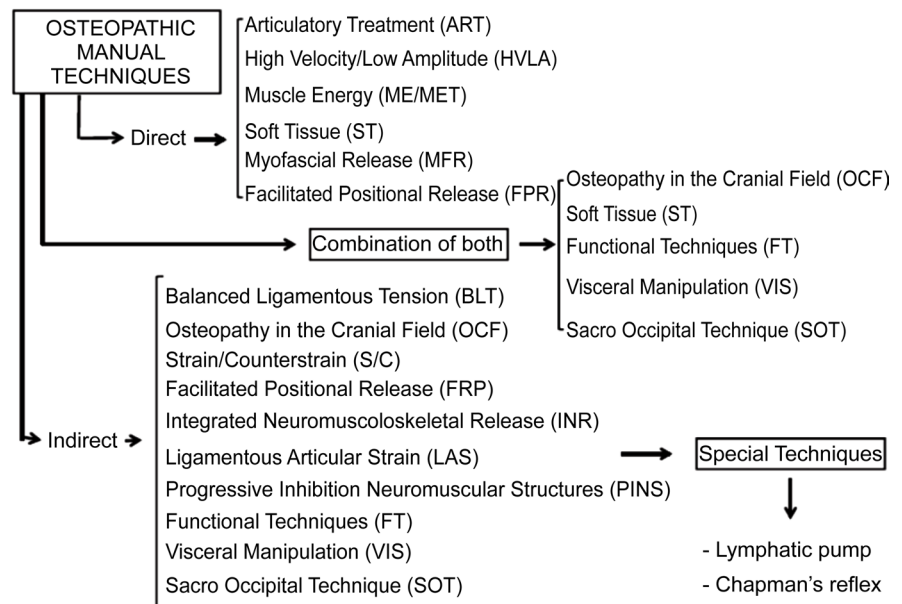 OSTEOPATHIC
MANUAL
TECHNIQUES
Direct
Articulatory Treatment (ART)
High Velocity/Low Amplitude (HVLA)
Muscle Energy (ME/MET)
Soft Tissue (ST)
Myofascial Release (MFR)
Facilitated Positional Release (FPR)
Combination of both
Osteopathy in the Cranial Field (OCF)
Soft Tissue (ST)
Functional Techniques (FT)
Visceral Manipulation (VIS)
Sacro Occipital Technique (SOT)
Indirect
Balanced Ligamentous Tension (BLT)
Osteopathy in the Cranial Field (OCF)
Strain/Counterstrain (S/C)
Facilitated Positional Release (FRP)
Integrated Neuromuscoloskeletal Release (INR)
Ligamentous Articular Strain (LAS)
Progressive Inhibition Neuromuscular Structures (PINS)
Functional Techniques (FT)
Visceral Manipulation (VIS)
Sacro Occipital Technique (SOT)
Special Techniques
- Lymphatic pump
- Chapman’s reflex